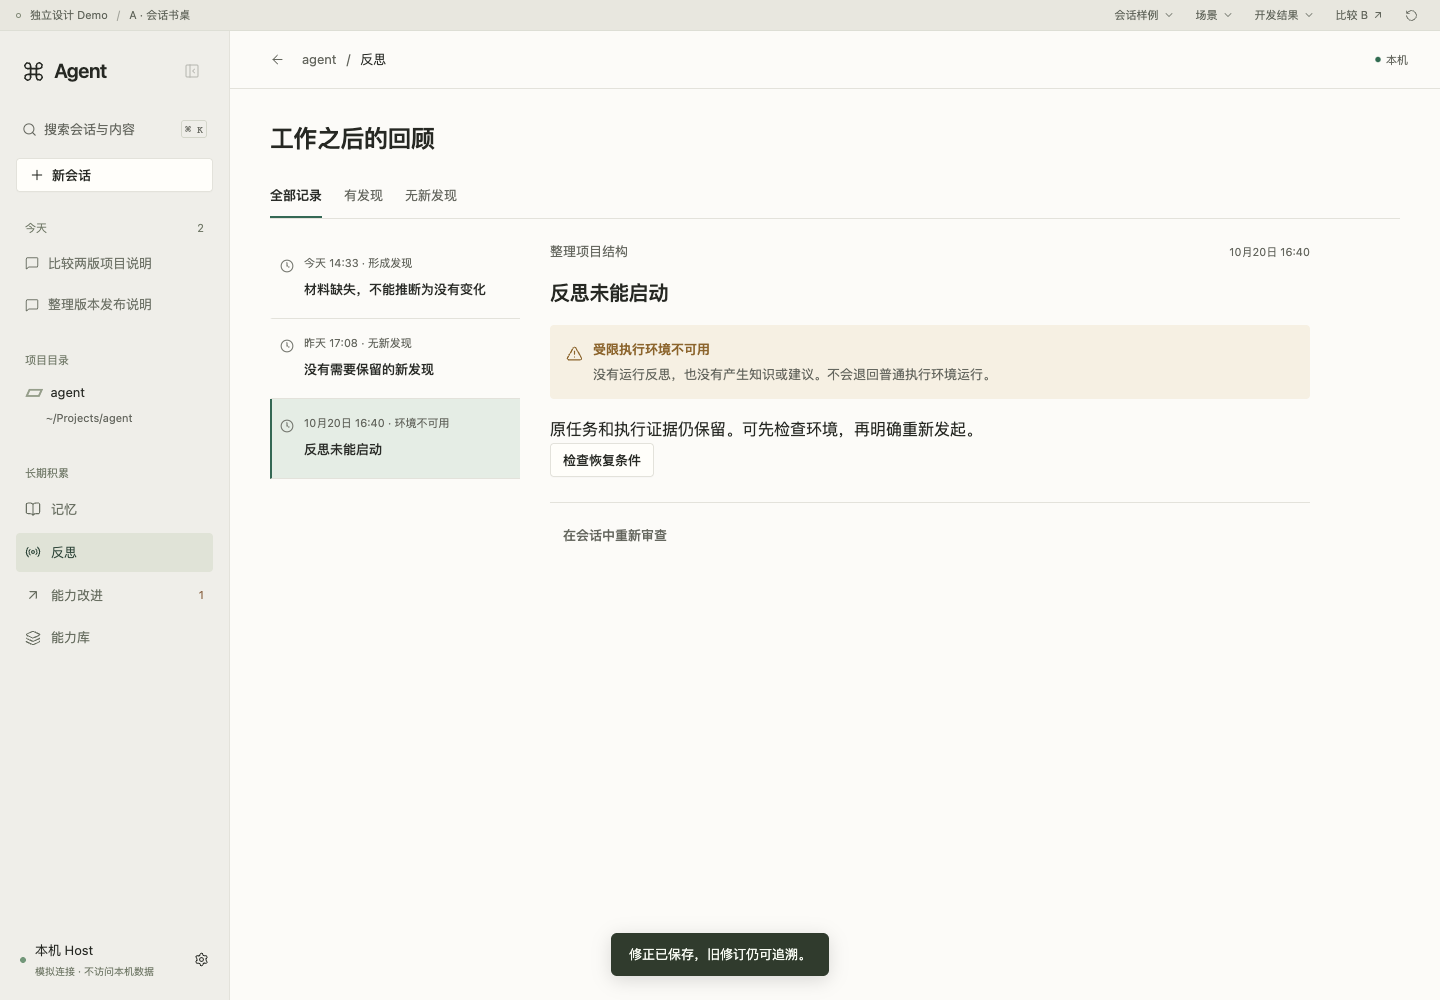 独立设计 Demo / A · 会话书桌
会话样例
场景
开发结果
比较 B
Agent
搜索会话与内容
⌘ K
新会话
今天 2
比较两版项目说明
整理版本发布说明
项目目录
agent
~/Projects/agent
长期积累
记忆
反思
能力改进 1
能力库
本机 Host
模拟连接 · 不访问本机数据
agent / 反思
本机
工作之后的回顾
全部记录 有发现 无新发现
今天 14:33 · 形成发现
材料缺失，不能推断为没有变化
昨天 17:08 · 无新发现
没有需要保留的新发现
10月20日 16:40 · 环境不可用
反思未能启动
整理项目结构 10月20日 16:40
反思未能启动
受限执行环境不可用
没有运行反思，也没有产生知识或建议。不会退回普通执行环境运行。
原任务和执行证据仍保留。可先检查环境，再明确重新发起。
检查恢复条件
在会话中重新审查
修正已保存，旧修订仍可追溯。